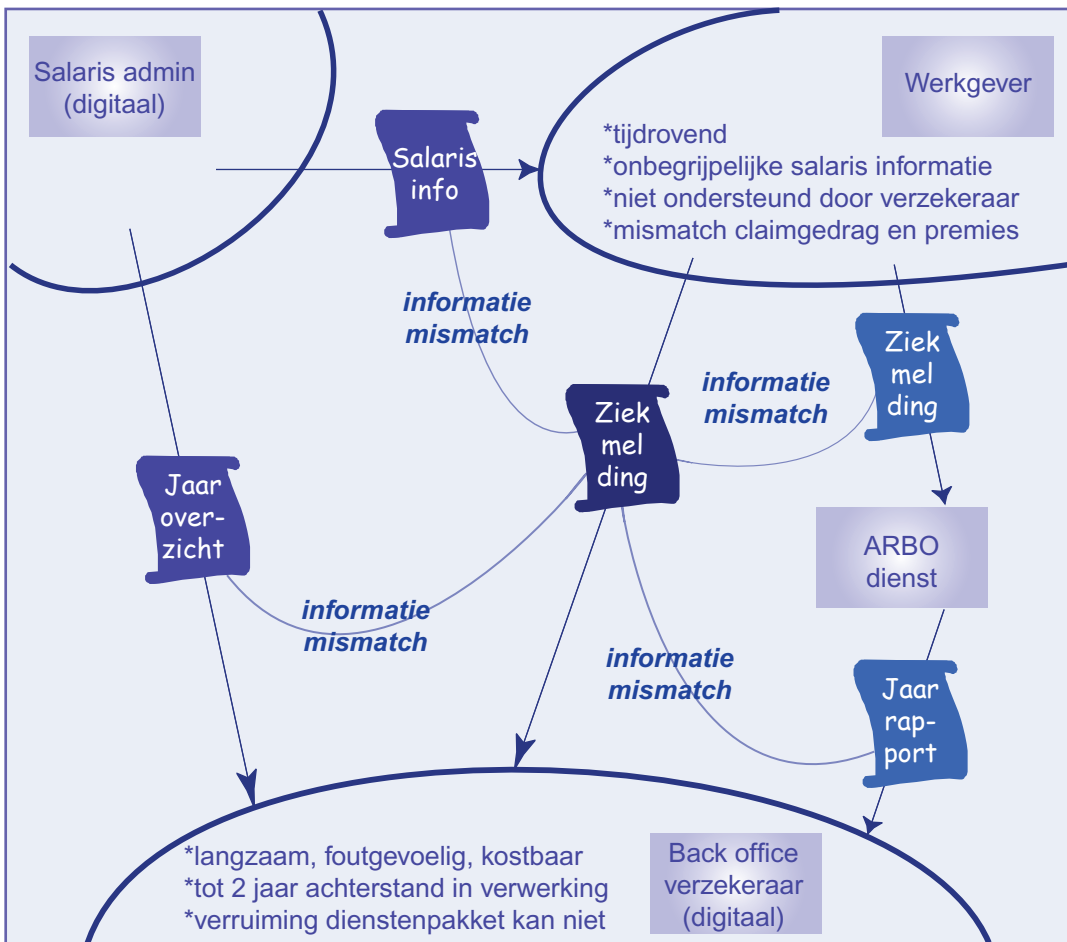 Salaris admin
(digitaal)
Werkgever
*tijdrovend
*onbegrijpelijke salaris informatie
*niet ondersteund door verzekeraar
*mismatch claimgedrag en premies
Salaris
info
informatie
mismatch
Ziek
mel
ding
informatie
mismatch
Ziek
mel
ding
Jaar
over-
zicht
ARBO
dienst
informatie
mismatch
informatie
mismatch
Jaar
rap-
port
*langzaam, foutgevoelig, kostbaar
*tot 2 jaar achterstand in verwerking
*verruiming dienstenpakket kan niet
Back office
verzekeraar
(digitaal)